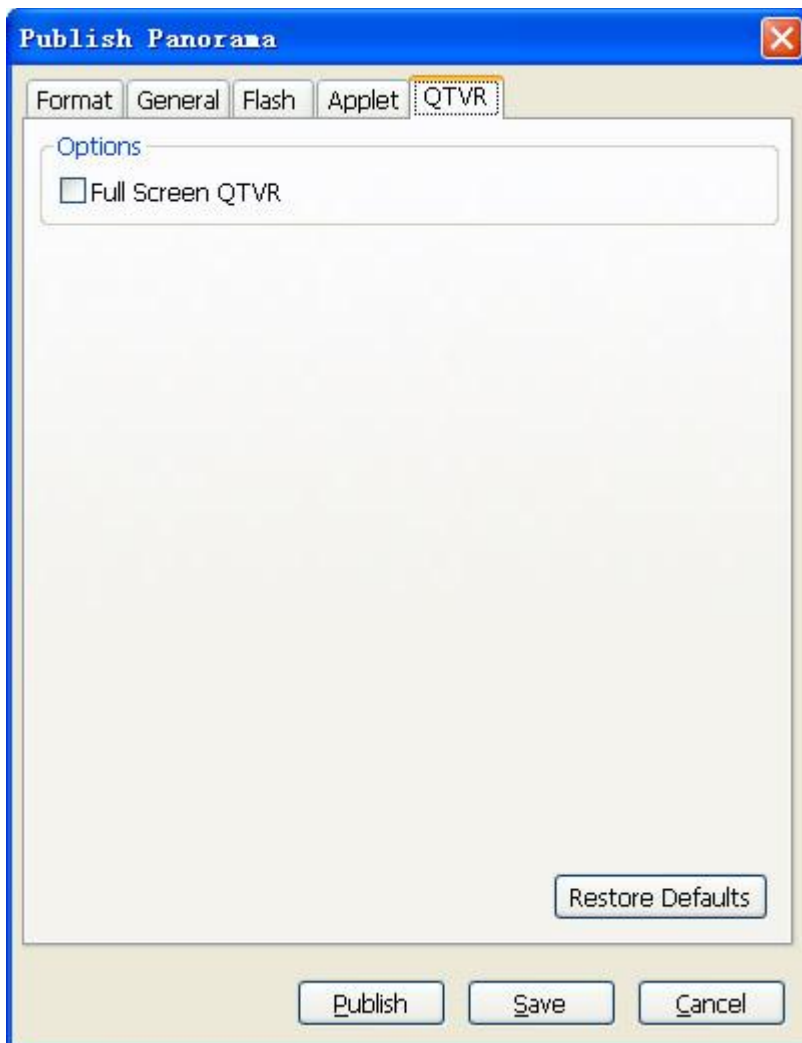 Publish Panorama
Format General Flash Applet QTVR
Options
Full Screen QTVR
Restore Defaults
Publish Save Cancel